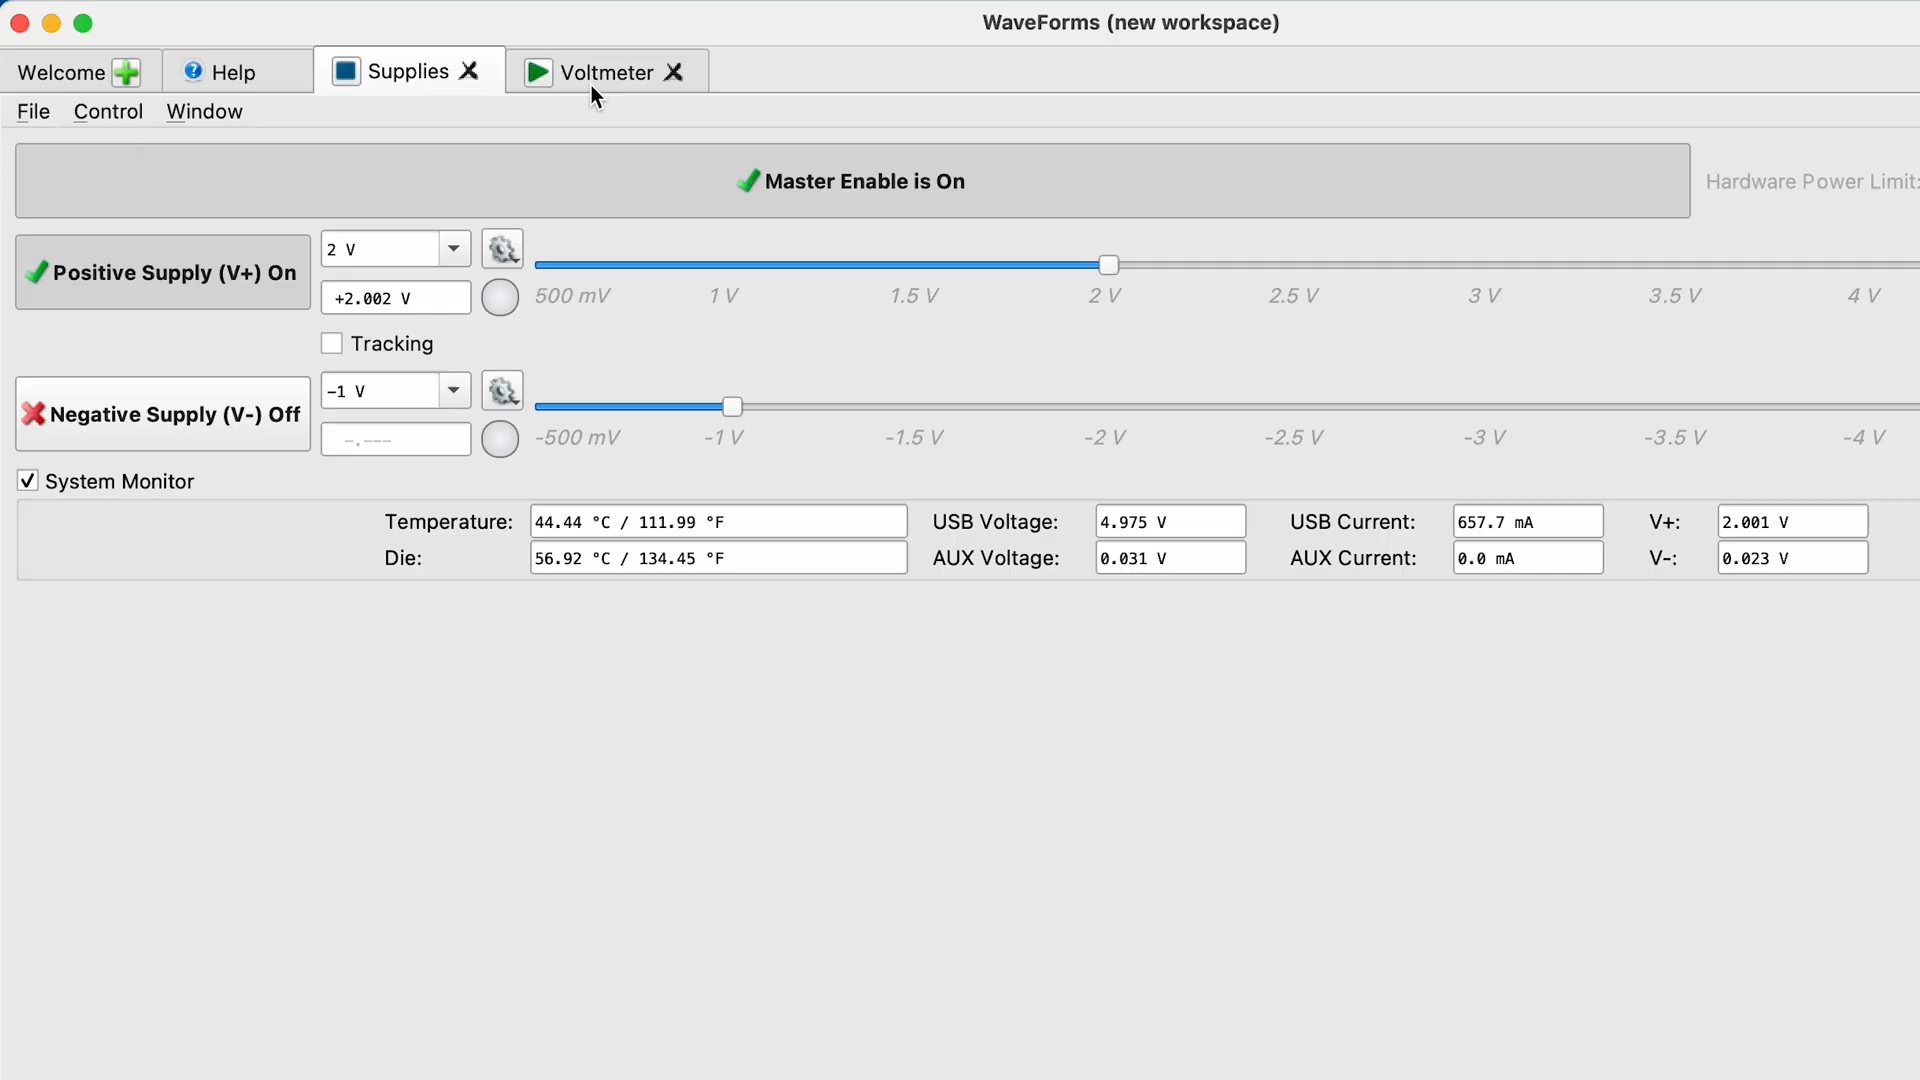 WaveForms (new workspace)
Welcome Help Supplies Voltmeter
File Control Window
Master Enable is On Hardware Power Limit:
Positive Supply (V+) On 2 V
+2.002 V 500 mV 1 V 1.5 V 2 V 2.5 V 3 V 3.5 V 4 V
Tracking
Negative Supply (V-) Off −1 V
−.−−− -500 mV -1 V -1.5 V -2 V -2.5 V -3 V -3.5 V -4 V
System Monitor
Temperature: 44.44 °C / 111.99 °F USB Voltage: 4.975 V USB Current: 657.7 mA V+: 2.001 V
Die: 56.92 °C / 134.45 °F AUX Voltage: 0.031 V AUX Current: 0.0 mA V-: 0.023 V